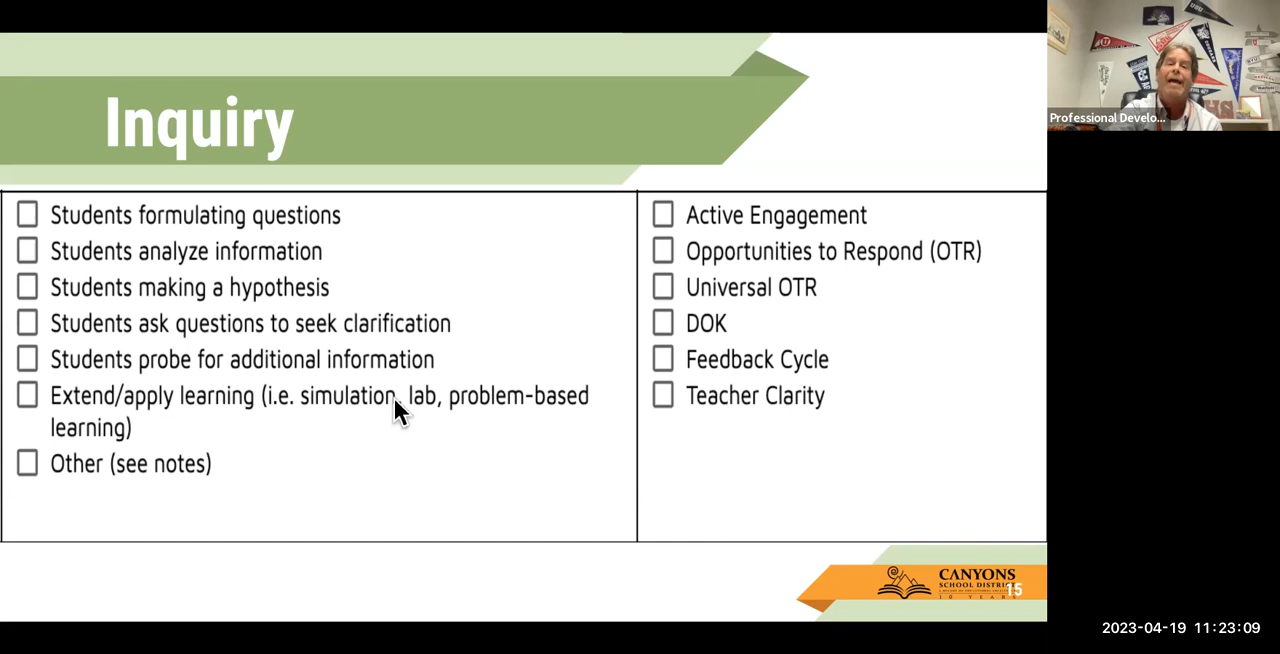 Inquiry
Students formulating questions
Students analyze information
Students making a hypothesis
Students ask questions to seek clarification
Students probe for additional information
Extend/apply learning (i.e. simulation, lab, problem-based
learning)
Other (see notes)
Active Engagement
Opportunities to Respond (OTR)
Universal OTR
DOK
Feedback Cycle
Teacher Clarity
CANYONS
SCHOOL DISTRICT
10 YEARS
15
Professional Develo...
2023-04-19 11:23:09